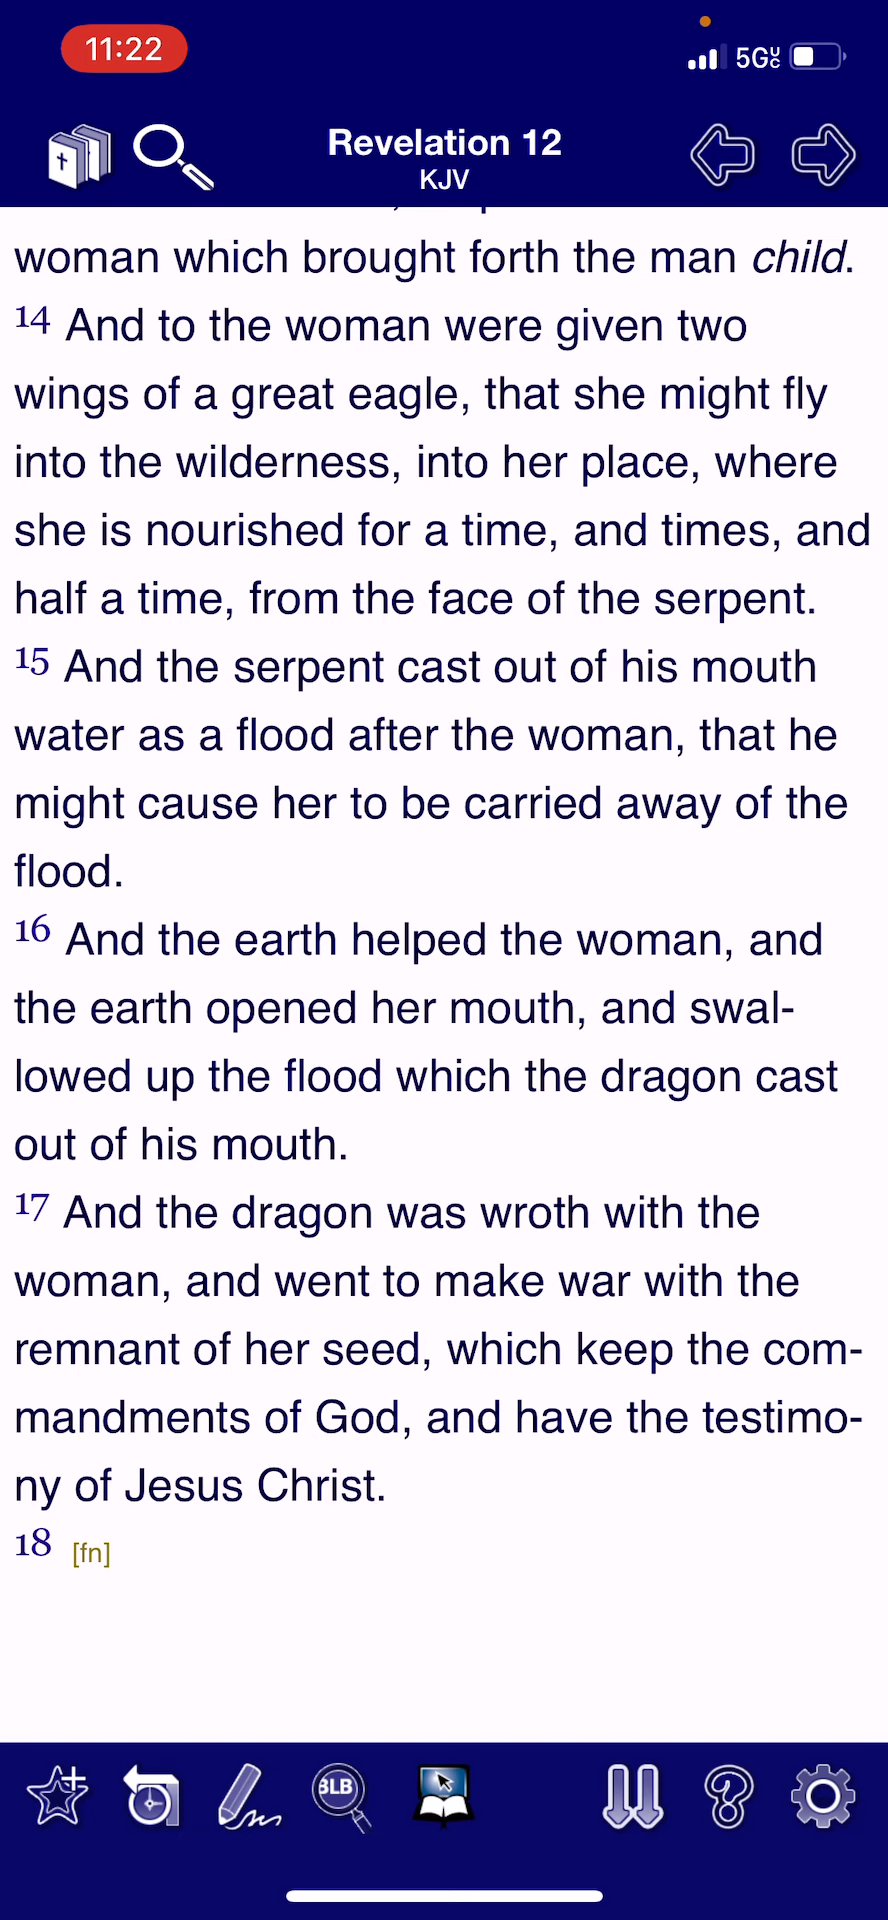 11:22
5G UC
Revelation 12
KJV
woman which brought forth the man child.
14 And to the woman were given two
wings of a great eagle, that she might fly
into the wilderness, into her place, where
she is nourished for a time, and times, and
half a time, from the face of the serpent.
15 And the serpent cast out of his mouth
water as a flood after the woman, that he
might cause her to be carried away of the
flood.
16 And the earth helped the woman, and
the earth opened her mouth, and swal-
lowed up the flood which the dragon cast
out of his mouth.
17 And the dragon was wroth with the
woman, and went to make war with the
remnant of her seed, which keep the com-
mandments of God, and have the testimo-
ny of Jesus Christ.
18 [fn]
BLB